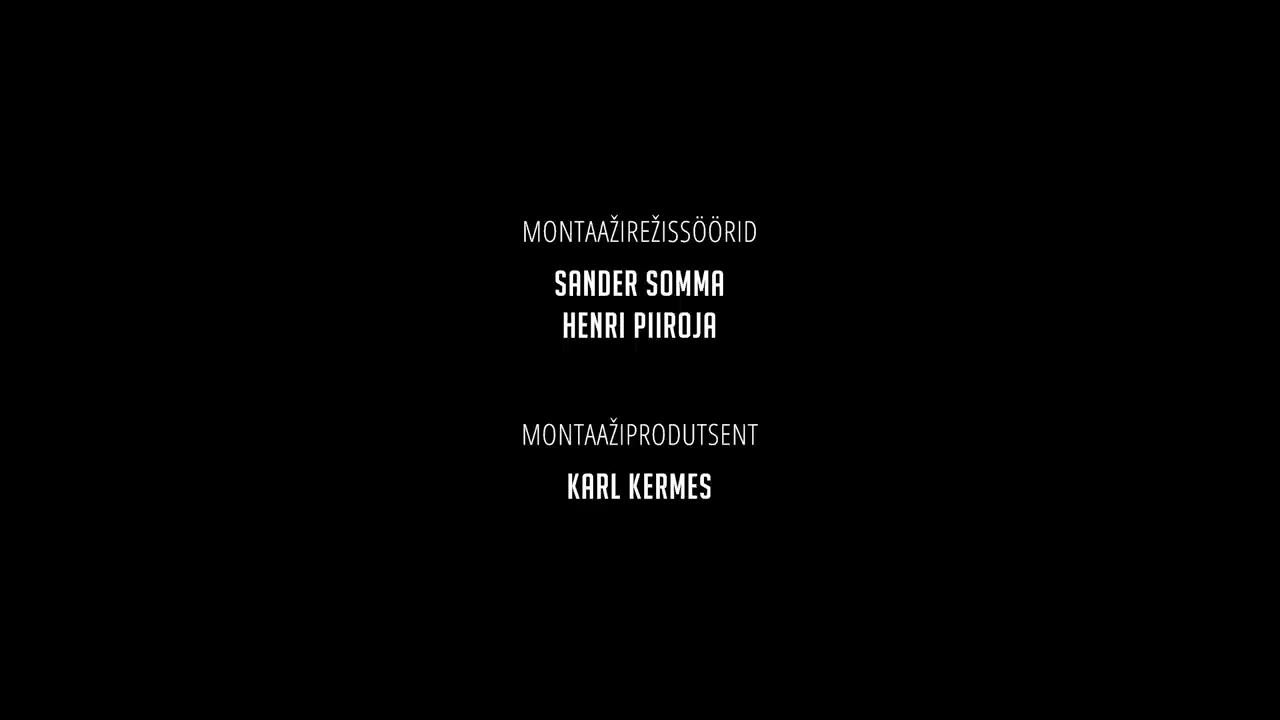 MONTAAŽIREŽISSÖÖRID
SANDER SOMMA
HENRI PIIROJA
MONTAAŽIPRODUTSENT
KARL KERMES